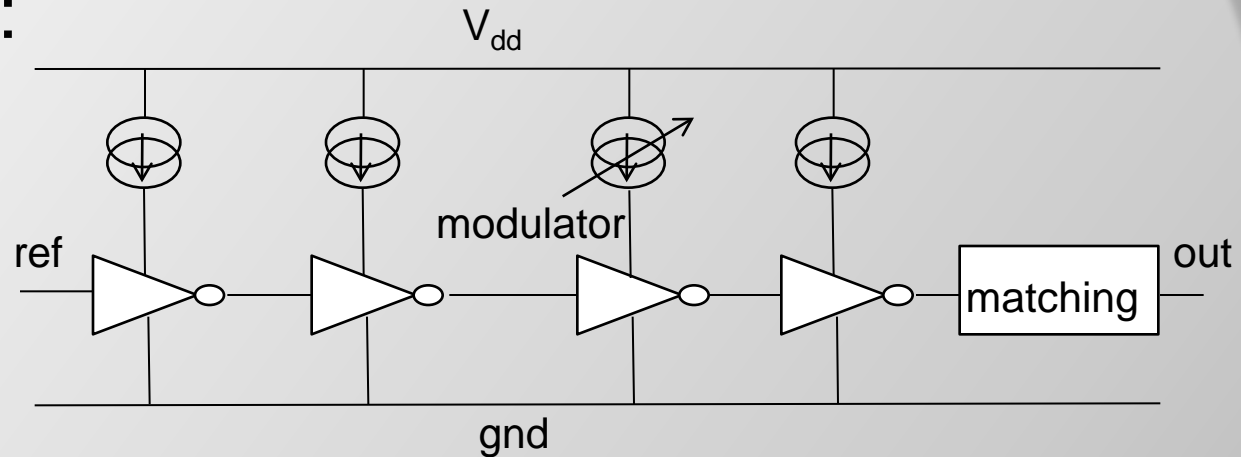 :
Vdd
modulator
ref
out
matching
gnd